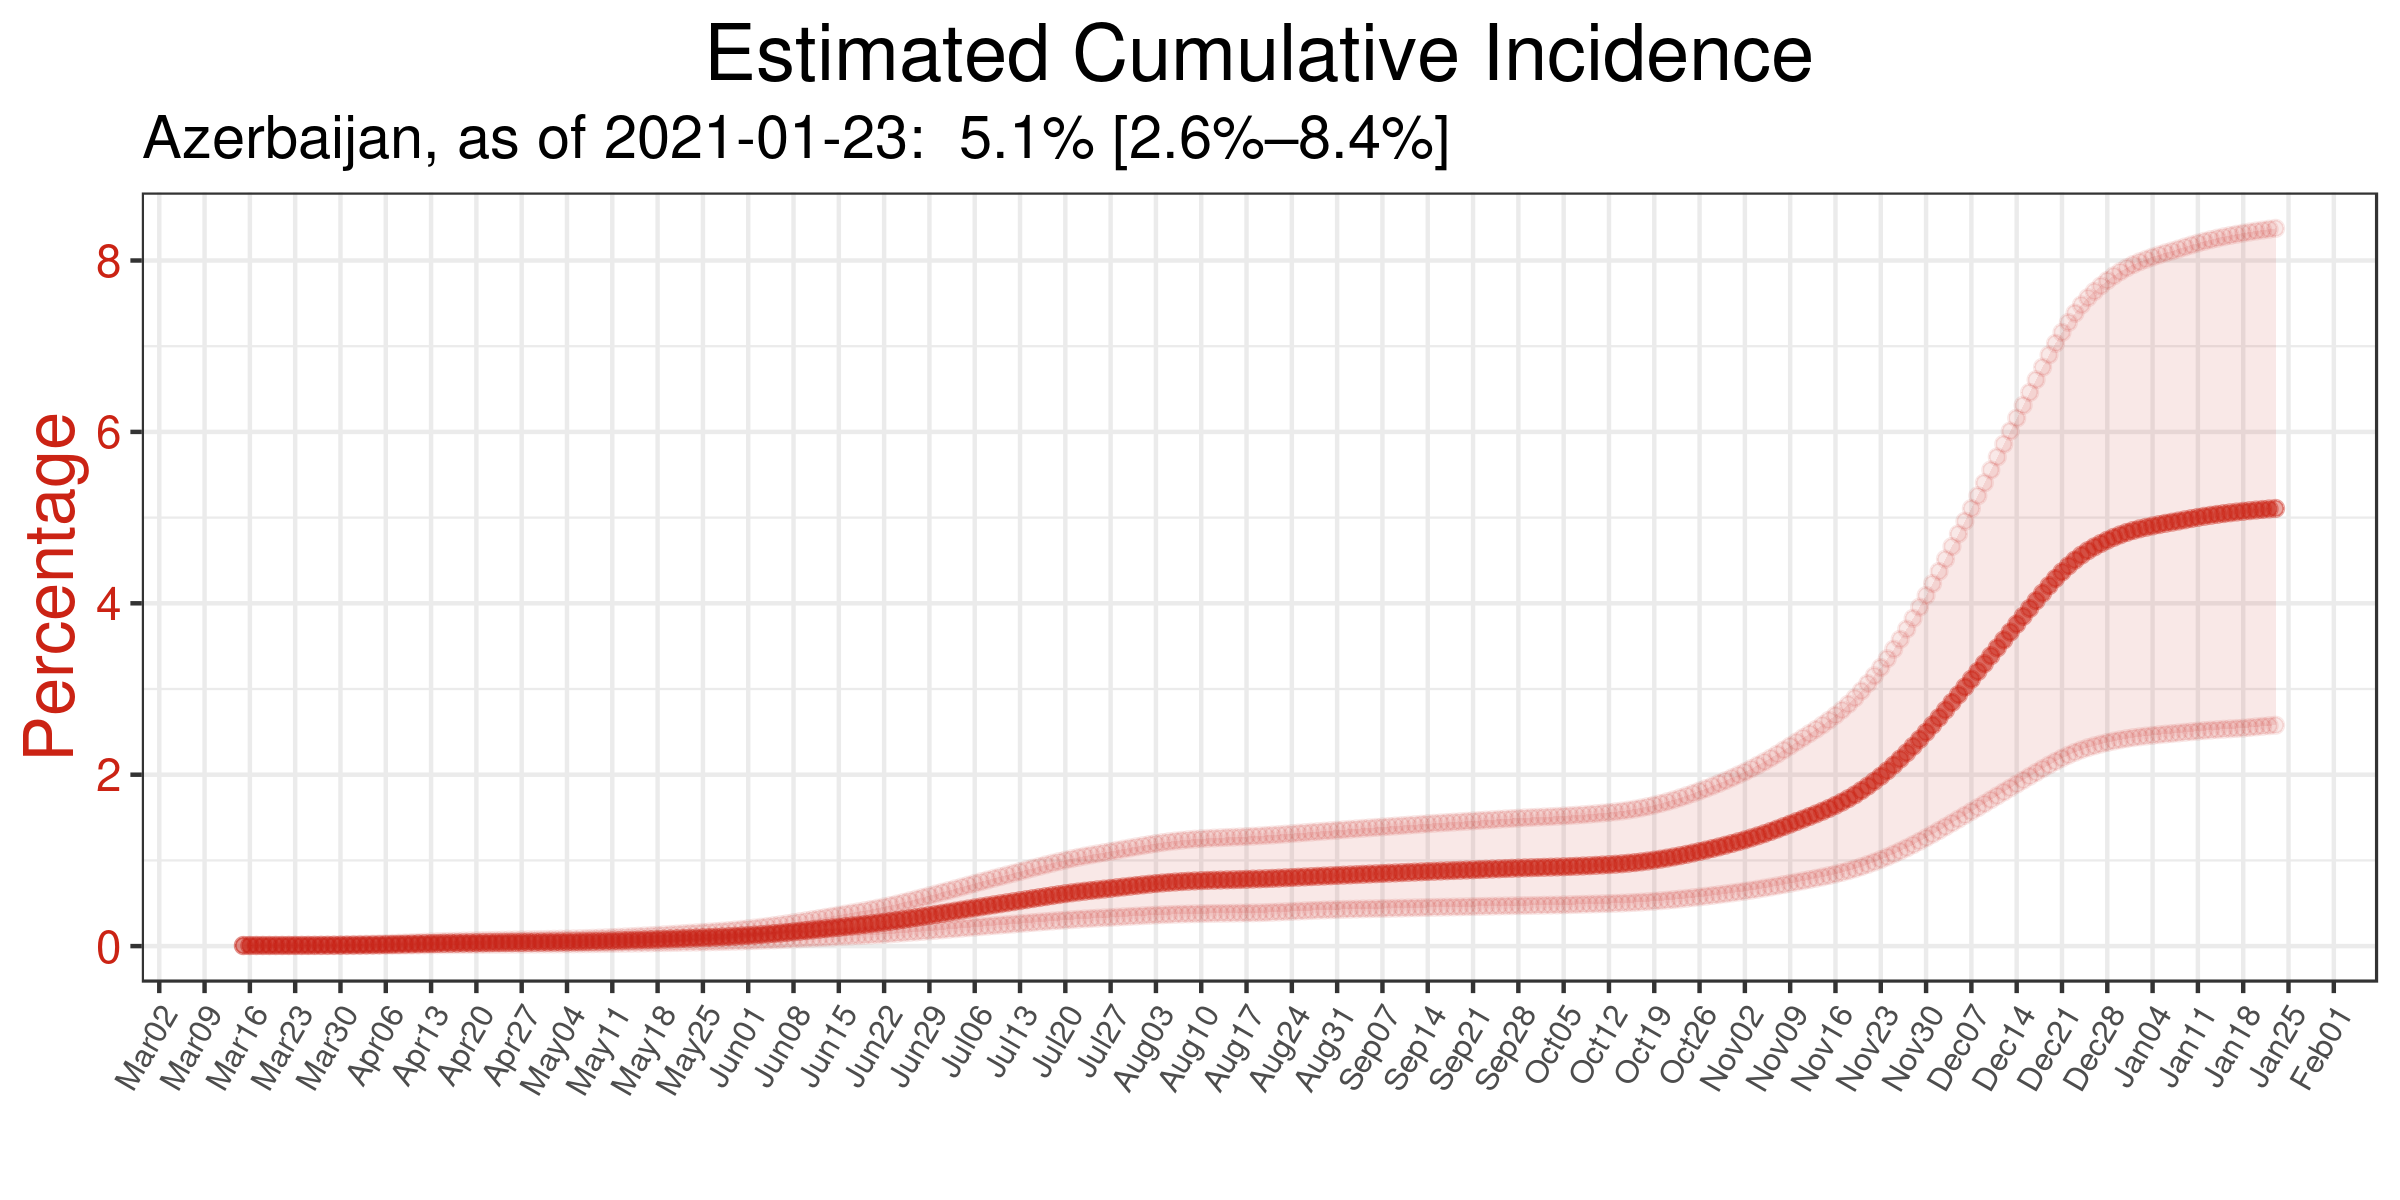 Estimated Cumulative Incidence
Azerbaijan, as of 2021-01-23:  5.1% [2.6%–8.4%]
Percentage
8
6
4
2
0
Mar02
Mar09
Mar16
Mar23
Mar30
Apr06
Apr13
Apr20
Apr27
May04
May11
May18
May25
Jun01
Jun08
Jun15
Jun22
Jun29
Jul06
Jul13
Jul20
Jul27
Aug03
Aug10
Aug17
Aug24
Aug31
Sep07
Sep14
Sep21
Sep28
Oct05
Oct12
Oct19
Oct26
Nov02
Nov09
Nov16
Nov23
Nov30
Dec07
Dec14
Dec21
Dec28
Jan04
Jan11
Jan18
Jan25
Feb01